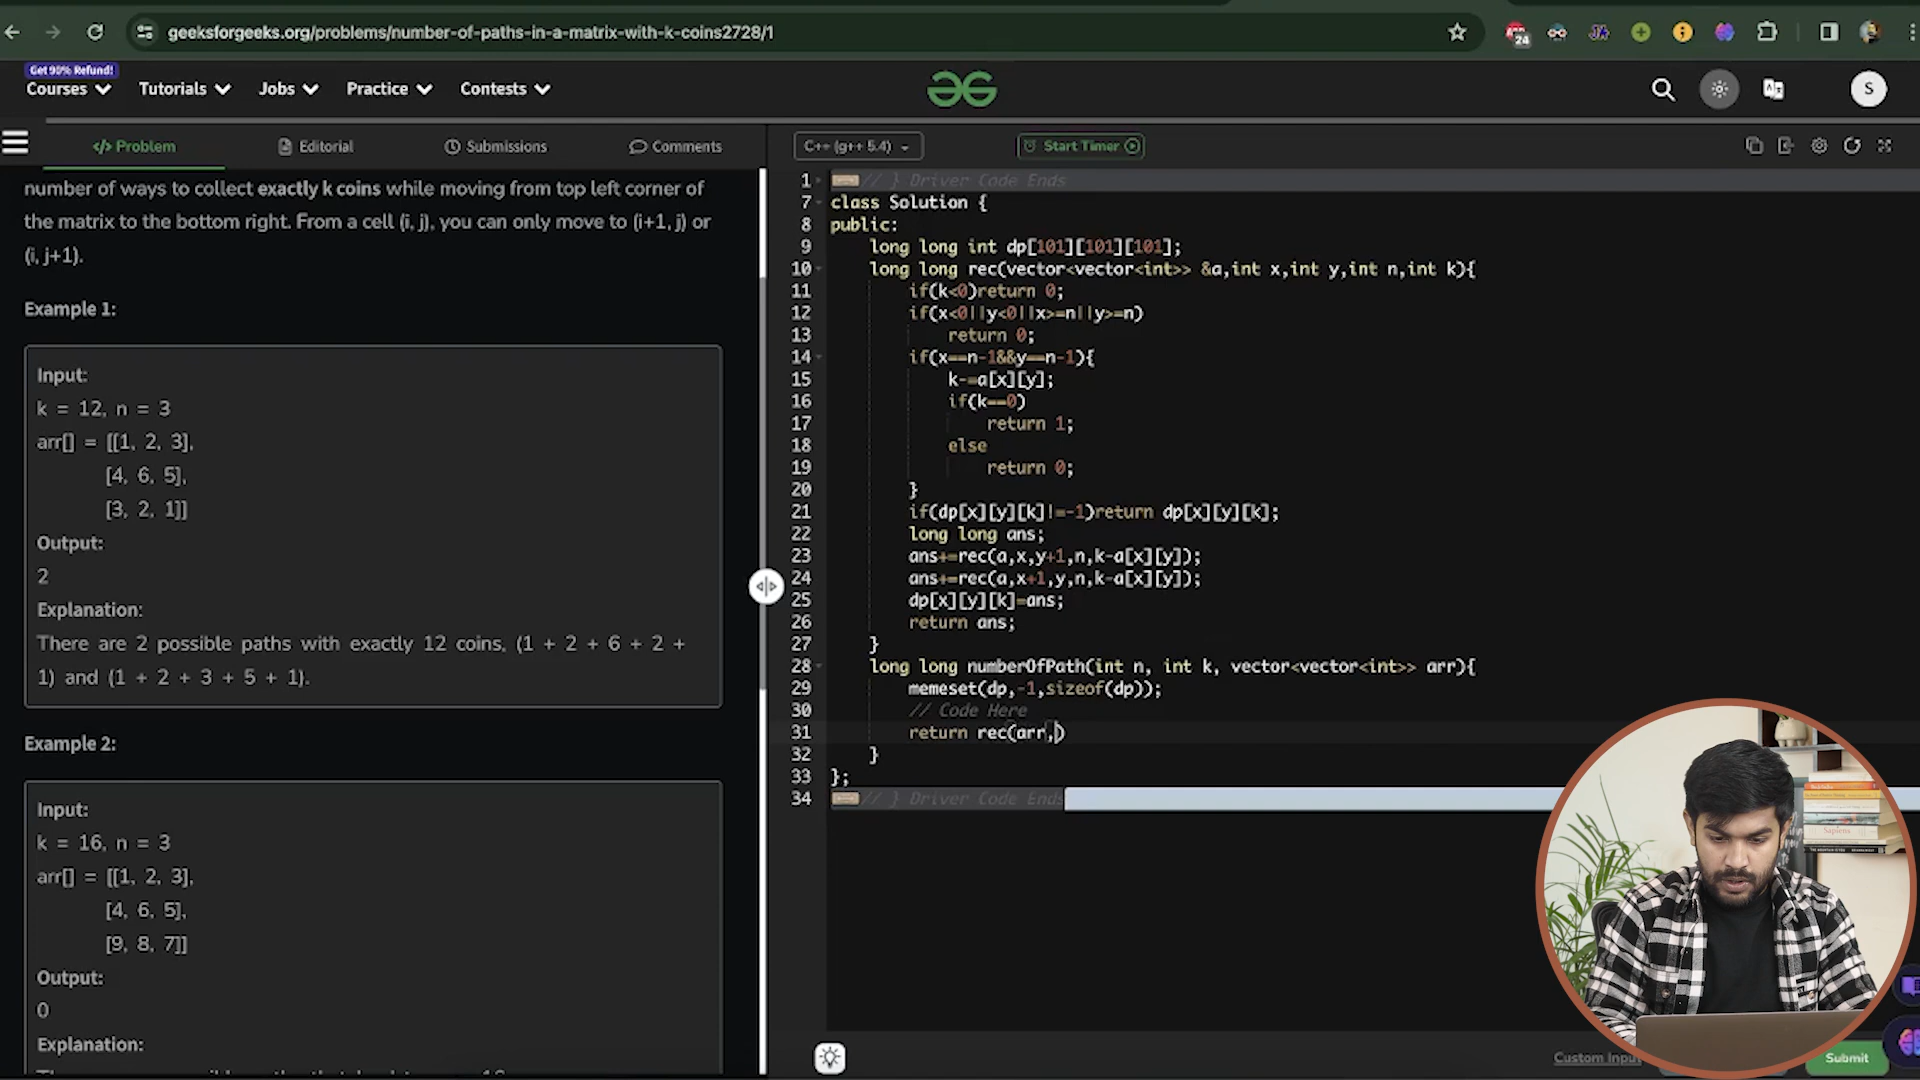 geeksforgeeks.org/problems/number-of-paths-in-a-matrix-with-k-coins2728/1
24
Get 90% Refund!
Courses Tutorials Jobs Practice Contests
S
</> Problem Editorial Submissions Comments
number of ways to collect exactly k coins while moving from top left corner of
the matrix to the bottom right. From a cell (i, j), you can only move to (i+1, j) or
(i, j+1).
Example 1:
Input:
k = 12, n = 3
arr[] = [[1, 2, 3],
[4, 6, 5],
[3, 2, 1]]
Output:
2
Explanation:
There are 2 possible paths with exactly 12 coins, (1 + 2 + 6 + 2 +
1) and (1 + 2 + 3 + 5 + 1).
Example 2:
Input:
k = 16, n = 3
arr[] = [[1, 2, 3],
[4, 6, 5],
[9, 8, 7]]
Output:
0
Explanation:
C++ (g++ 5.4) Start Timer
1 // } Driver Code Ends
7 class Solution {
8 public:
9 long long int dp[101][101][101];
10 long long rec(vector<vector<int>> &a,int x,int y,int n,int k){
11 if(k<0)return 0;
12 if(x<0||y<0||x>=n||y>=n)
13 return 0;
14 if(x==n-1&&y==n-1){
15 k-=a[x][y];
16 if(k==0)
17 return 1;
18 else
19 return 0;
20 }
21 if(dp[x][y][k]!=-1)return dp[x][y][k];
22 long long ans;
23 ans+=rec(a,x,y+1,n,k-a[x][y]);
24 ans+=rec(a,x+1,y,n,k-a[x][y]);
25 dp[x][y][k]=ans;
26 return ans;
27 }
28 long long numberOfPath(int n, int k, vector<vector<int>> arr){
29 memeset(dp,-1,sizeof(dp));
30 // Code Here
31 return rec(arr,)
32 }
33 };
34 // } Driver Code Ends
Sapiens
Custom Input
Submit